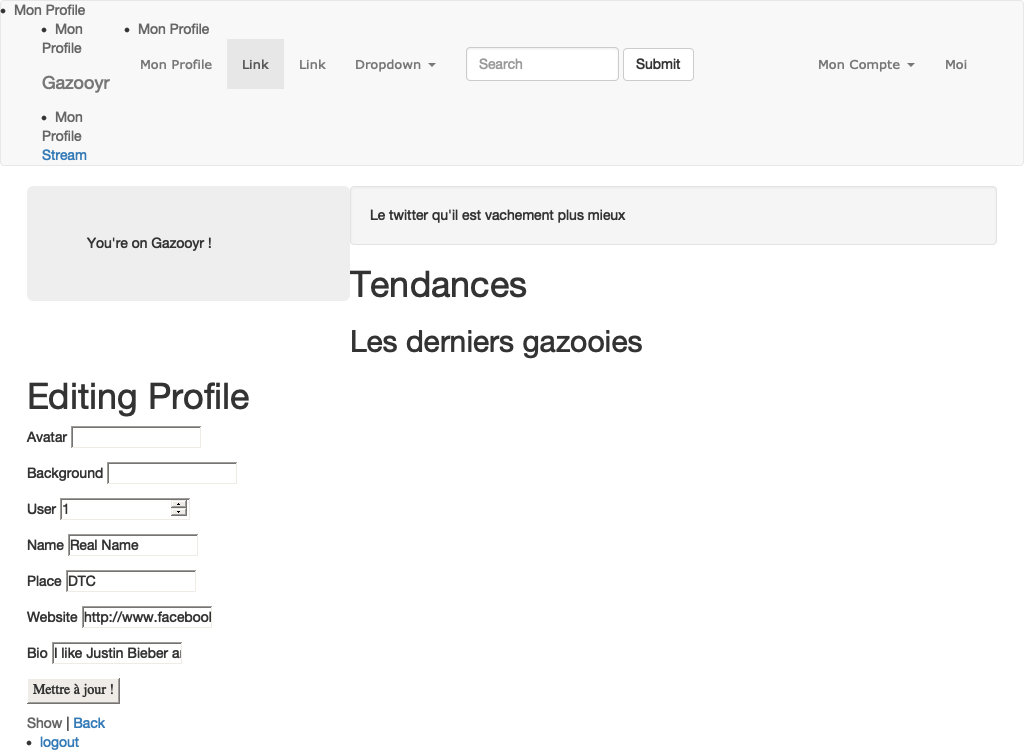 Mon Profile
Mon Profile
Mon
Profile
Mon Profile
Link
Link
Dropdown
Search
Submit
Mon Compte
Moi
Gazooyr
Mon
Profile
Stream
You're on Gazooyr !
Le twitter qu'il est vachement plus mieux
Tendances
Les derniers gazooies
Editing Profile
Avatar
Background
User 1
Name Real Name
Place DTC
Website http://www.facebool
Bio I like Justin Bieber a
Mettre à jour !
Show | Back
logout